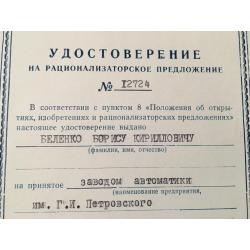 УДОСТОВЕРЕНИЕ
НА РАЦИОНАЛИЗАТОРСКОЕ ПРЕДЛОЖЕНИЕ
№ 12724
В соответствии с пунктом 8 «Положения об откры-
тиях, изобретениях и рационализаторских предложениях»
настоящее удостоверение выдано
БЕЛЕНКО БОРИСУ КИРИЛЛОВИЧУ
(фамилия, имя, отчество)
на принятое заводом автоматики
(наименование предприятия,
им. Г.И. Петровского